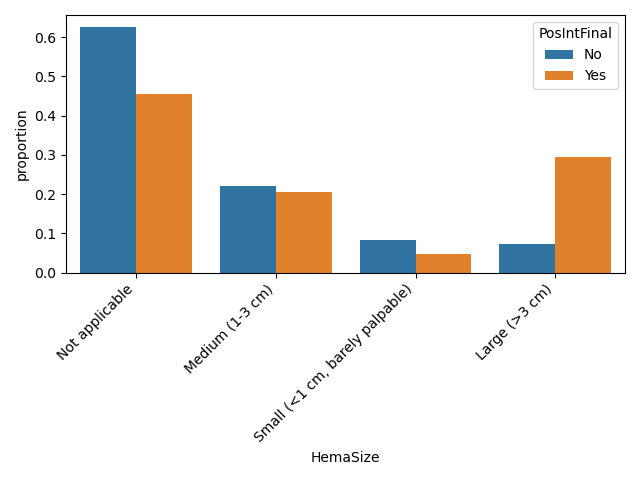 PosIntFinal
No
Yes
proportion
0.6
0.5
0.4
0.3
0.2
0.1
0.0
Not applicable
Medium (1-3 cm)
Small (<1 cm, barely palpable)
Large (>3 cm)
HemaSize